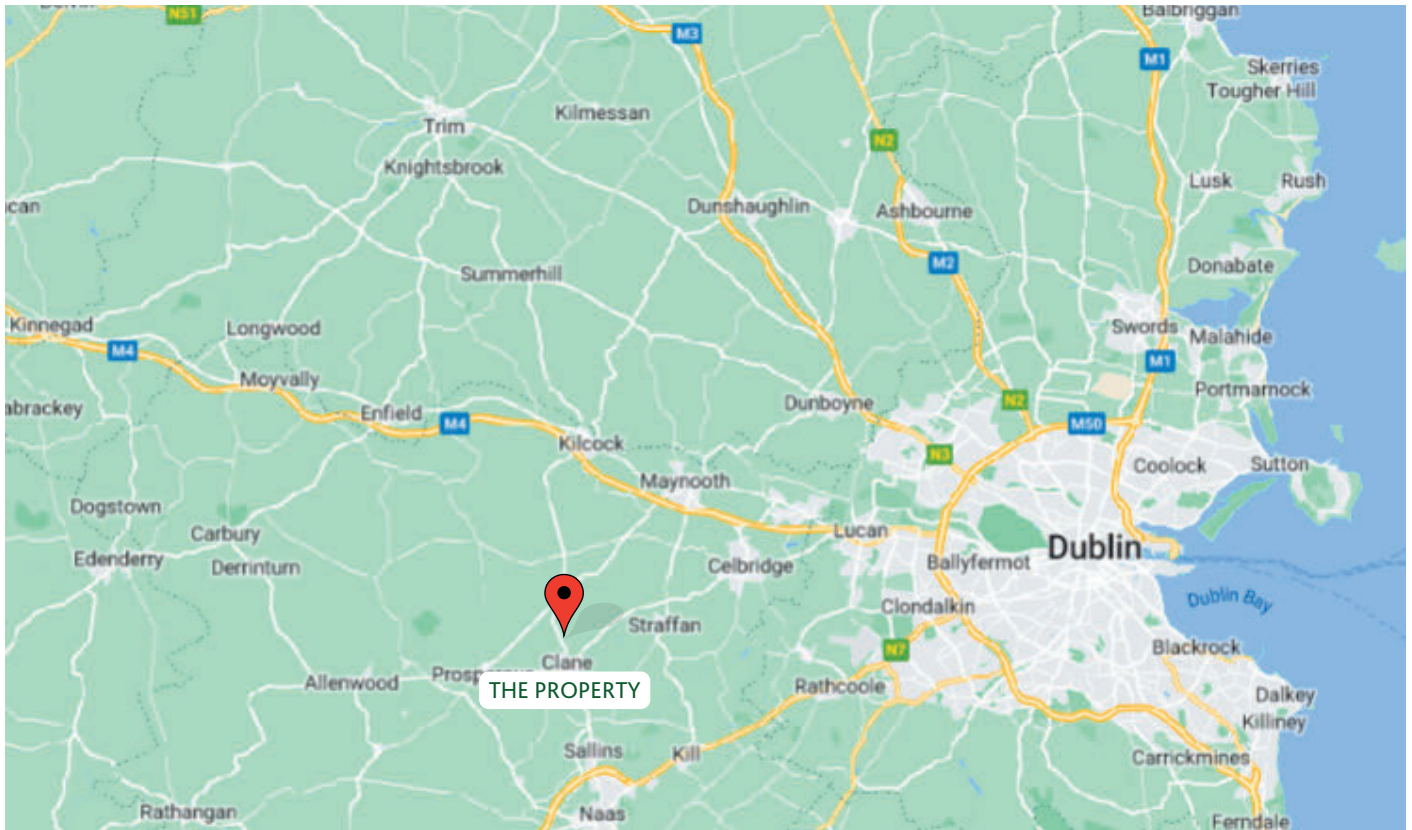 N51
M3
Balbriggan
M1
Skerries
Tougher Hill
Kilmessan
Trim
N2
Knightsbrook
Lusk
Rush
Dunshaughlin
Ashbourne
M2
Donabate
Summerhill
Kinnegad
Longwood
Swords
Malahide
M4
M1
Moyvally
Portmarnock
Enfield
M4
Dunboyne
N2
M50
Kilcock
N3
Coolock
Sutton
Maynooth
Dogstown
Carbury
Lucan
Dublin
Edenderry
Derrinturn
Celbridge
Ballyfermot
Dublin Bay
Clondalkin
Straffan
N7
Blackrock
Clane
Allenwood
THE PROPERTY
Rathcoole
Dalkey
Killiney
Sallins
Kill
Carrickmines
Rathangan
Naas
Ferndale